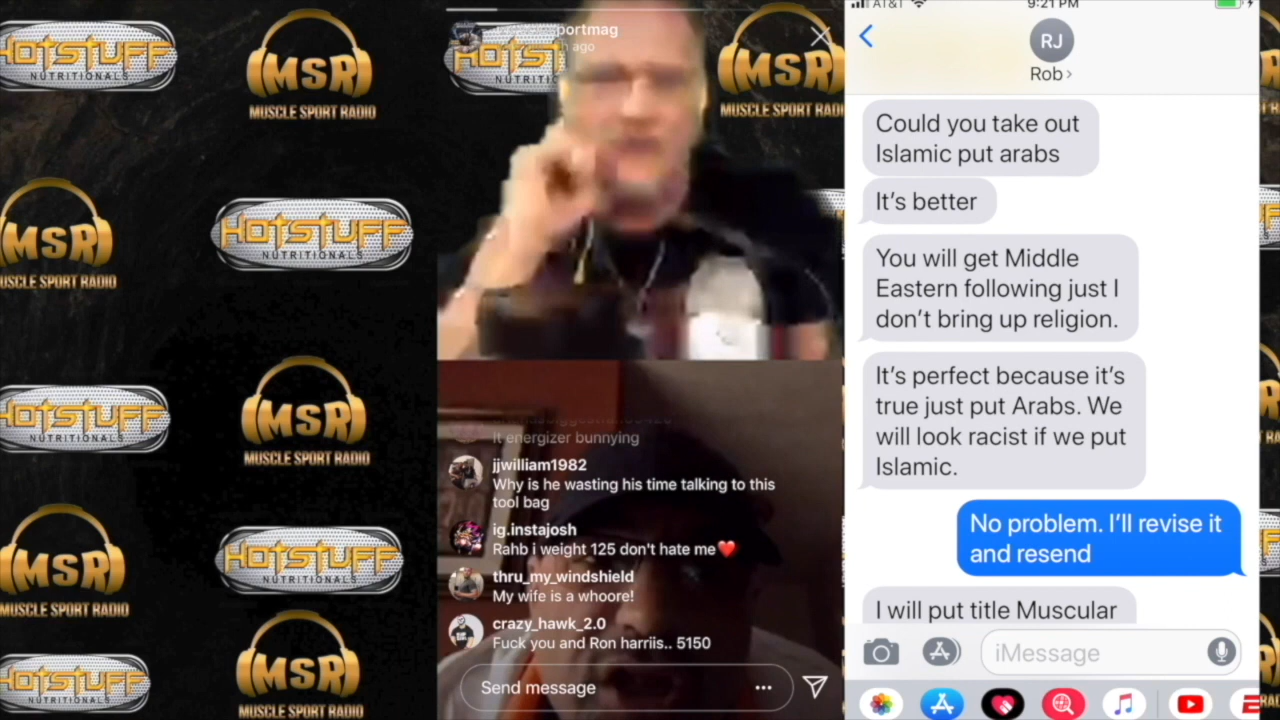 HOTSTUFF
NUTRITIONALS
MSR
MUSCLE SPORT RADIO
MSR
MUSCLE SPORT RADIO
HOTSTUFF
NUTRITIONALS
HOTSTUFF
NUTRITIONALS
MSR
MUSCLE SPORT RADIO
MSR
MUSCLE SPORT RADIO
HOTSTUFF
NUTRITIONALS
HOTSTUFF
NUTRITIONALS
MSR
MUSCLE SPORT RADIO
portmag
ago
HOTST
NUTRITIO
MSR
MUSCLE SPORT RADIO
It energizer bunnying
jjwilliam1982
Why is he wasting his time talking to this
tool bag
ig.instajosh
Rahb i weight 125 don't hate me❤️
thru_my_windshield
My wife is a whoore!
crazy_hawk_2.0
Fuck you and Ron harriis.. 5150
Send message
AT&T
9:21 PM
RJ
Rob
Could you take out
Islamic put arabs
It's better
You will get Middle
Eastern following just I
don't bring up religion.
It's perfect because it's
true just put Arabs. We
will look racist if we put
Islamic.
No problem. I'll revise it
and resend
I will put title Muscular
iMessage